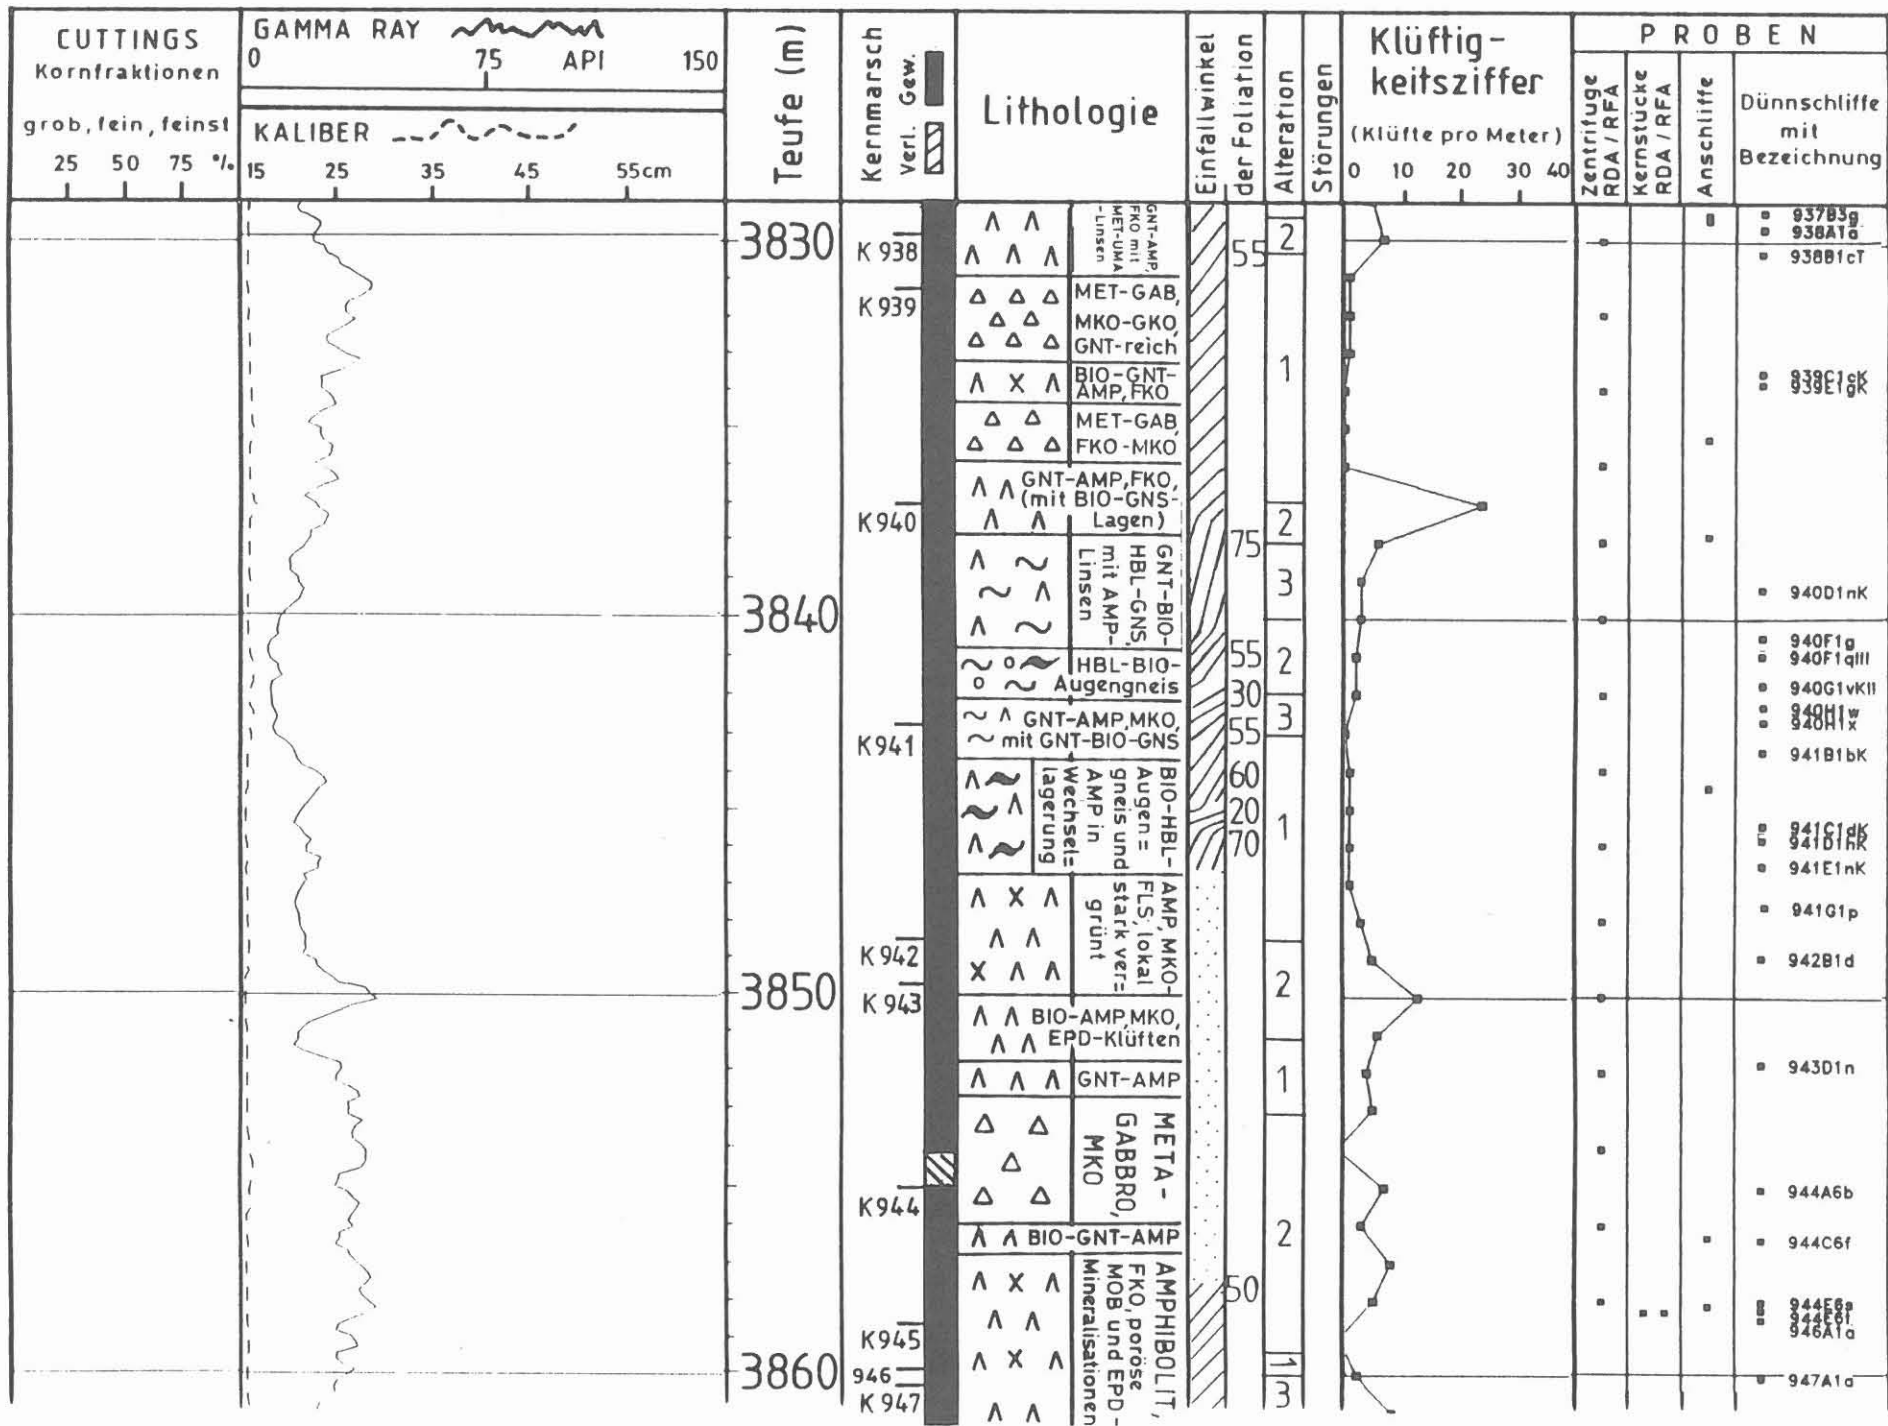 CUTTINGS
Kornfraktionen
grob, fein, feinst
25 50 75 %
GAMMA RAY
0 75 API 150
KALIBER
15 25 35 45 55cm
Teufe (m)
Kernmarsch
verl. Gew.
Lithologie
Einfallwinkel
der Foliation
Alteration
Störungen
Klüftig-
keitsziffer
(Klüfte pro Meter)
0 10 20 30 40
PROBEN
Zentrifuge
RDA/RFA
Kernstücke
RDA/RFA
Anschliffe
Dünnschliffe
mit
Bezeichnung
3830
3840
3850
3860
K 938
K 939
K 940
K 941
K 942
K 943
K 944
K 945
946
K 947
GNT-AMP,
FKO mit
MET-UMA
-Linsen
MET-GAB,
MKO-GKO,
GNT-reich
BIO-GNT-
AMP, FKO
MET-GAB,
FKO-MKO
GNT-AMP, FKO,
(mit BIO-GNS-
Lagen)
GNT-BIO-
HBL-GNS,
mit AMP-
Linsen
HBL-BIO-
Augengneis
GNT-AMP, MKO,
mit GNT-BIO-GNS
BIO-HBL-
Augen=
gneis und
AMP in
Wechsel=
lagerung
AMP, MKO-
FLS, lokal
stark ver=
grünt
BIO-AMP, MKO,
EPD-Klüften
GNT-AMP
META-
GABBRO,
MKO
BIO-GNT-AMP
AMPHIBOLIT,
FKO, poröse
MOB und EPD-
Mineralisationen
55
75
55
30
55
60
20
70
50
2
1
2
3
2
3
1
2
1
2
1
3
937B3g
938A1a
938B1cT
939C1cK
939E1gK
940D1nK
940F1g
940F1qIII
940G1vKII
940H1w
940H1x
941B1bK
941C1dK
941D1hK
941E1nK
941G1p
942B1d
943D1n
944A6b
944C6f
944E6s
944E6t
946A1a
947A1a